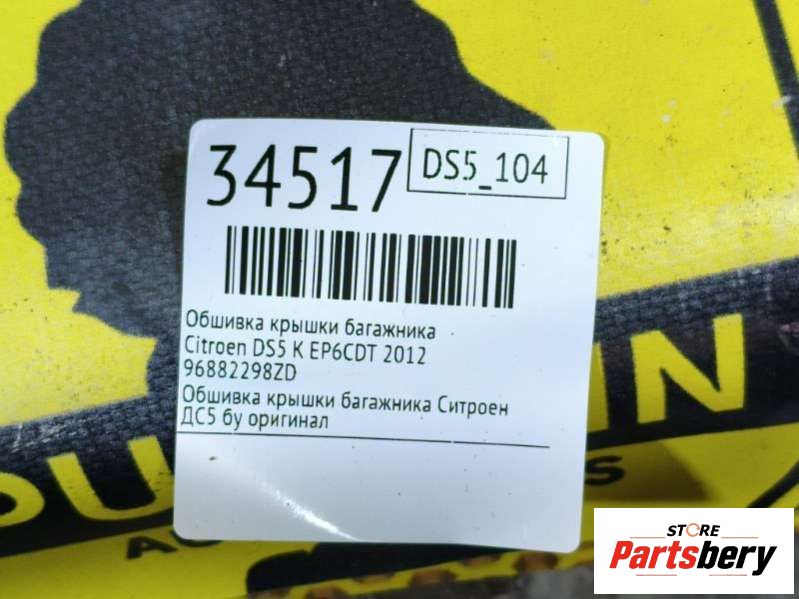 34517
DS5_104
Обшивка крышки багажника
Citroen DS5 K EP6CDT 2012
96882298ZD
Обшивка крышки багажника Ситроен
ДС5 бу оригинал
STORE
Partsbery